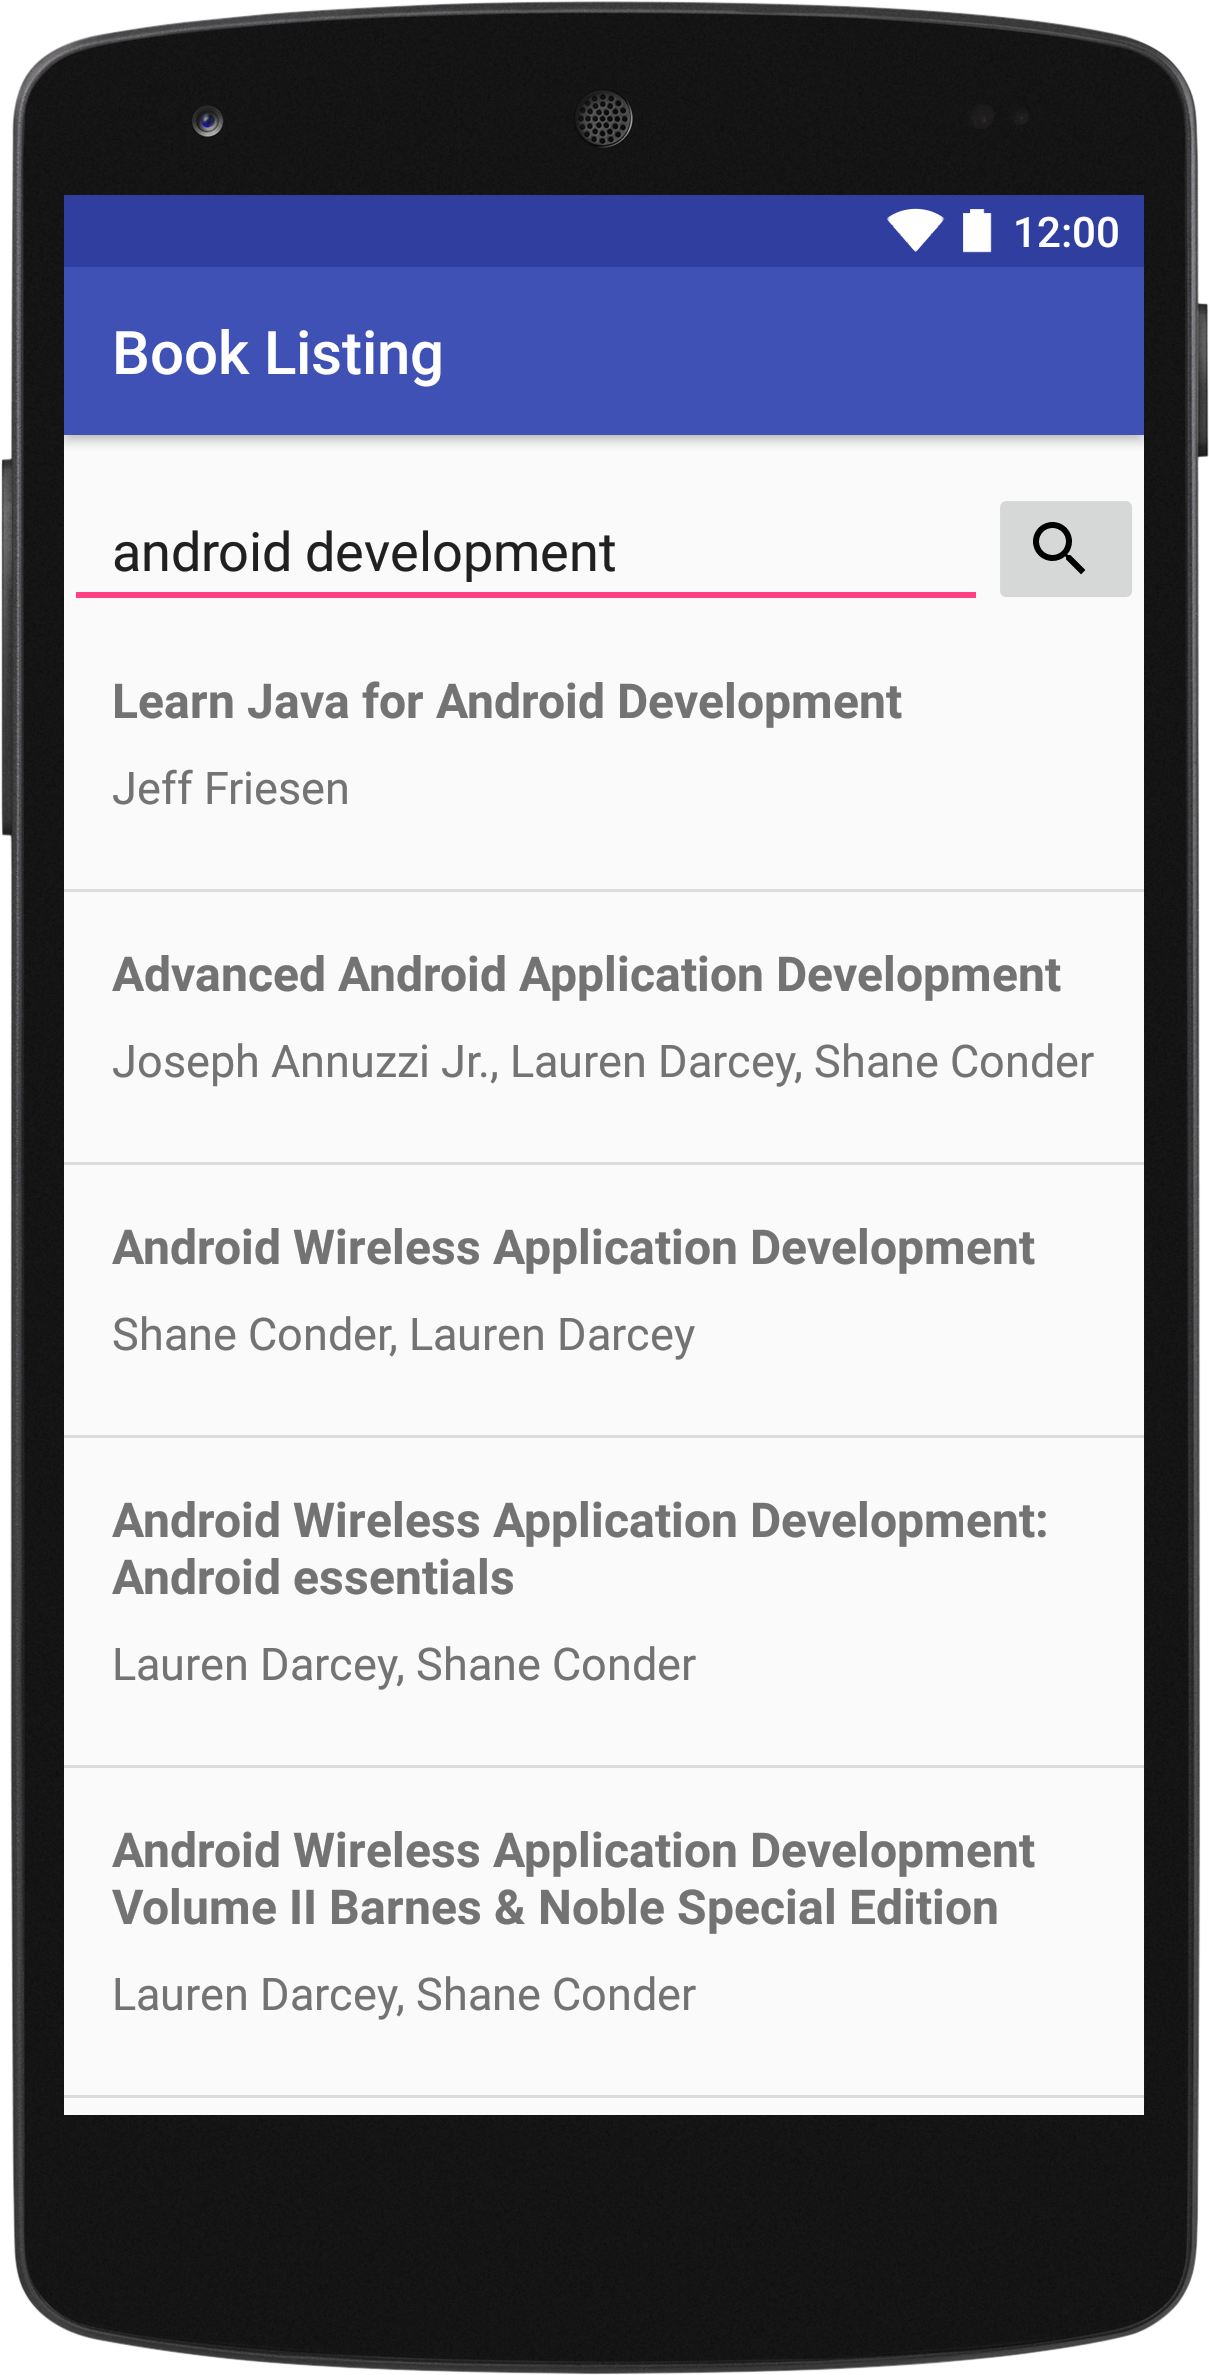 12:00
Book Listing
android development
Learn Java for Android Development
Jeff Friesen
Advanced Android Application Development
Joseph Annuzzi Jr., Lauren Darcey, Shane Conder
Android Wireless Application Development
Shane Conder, Lauren Darcey
Android Wireless Application Development:
Android essentials
Lauren Darcey, Shane Conder
Android Wireless Application Development
Volume II Barnes & Noble Special Edition
Lauren Darcey, Shane Conder